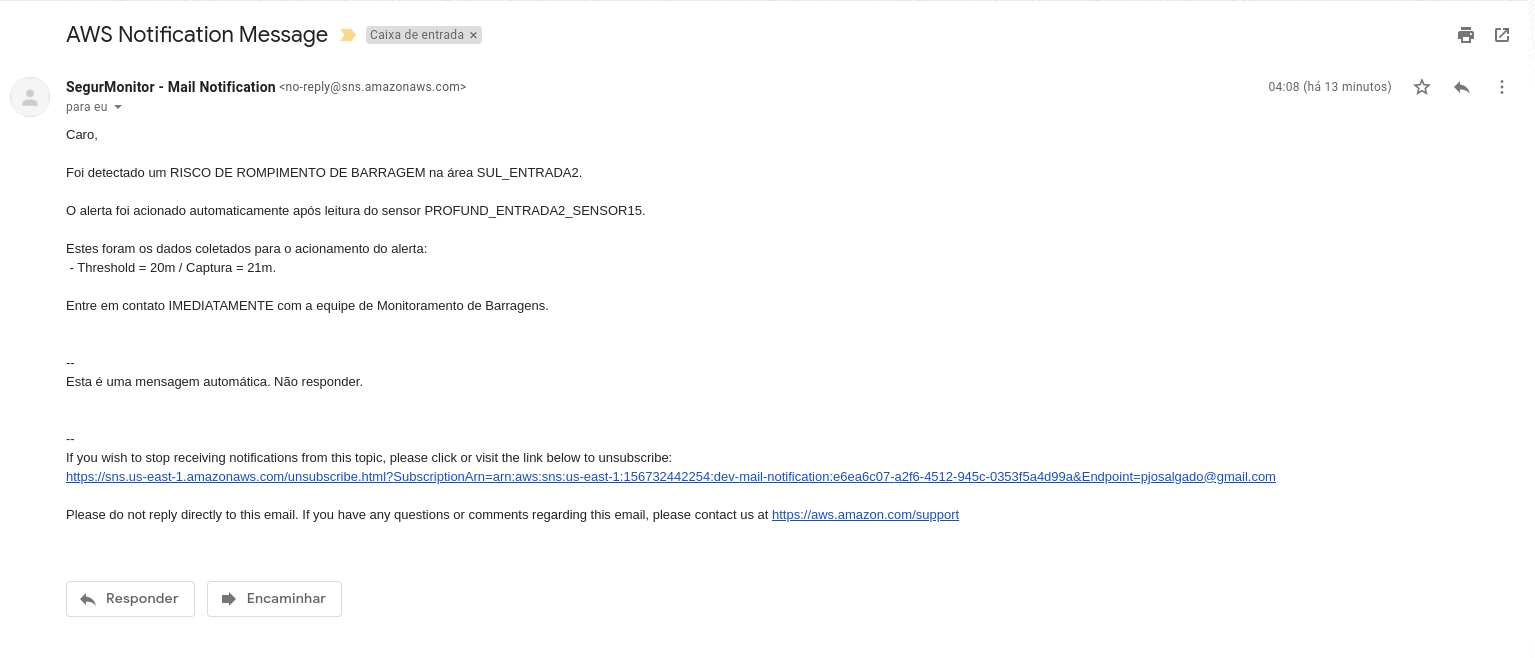 AWS Notification Message Caixa de entrada ×
SegurMonitor - Mail Notification <no-reply@sns.amazonaws.com> 04:08 (há 13 minutos)
para eu
Caro,
Foi detectado um RISCO DE ROMPIMENTO DE BARRAGEM na área SUL_ENTRADA2.
O alerta foi acionado automaticamente após leitura do sensor PROFUND_ENTRADA2_SENSOR15.
Estes foram os dados coletados para o acionamento do alerta:
- Threshold = 20m / Captura = 21m.
Entre em contato IMEDIATAMENTE com a equipe de Monitoramento de Barragens.
--
Esta é uma mensagem automática. Não responder.
--
If you wish to stop receiving notifications from this topic, please click or visit the link below to unsubscribe:
https://sns.us-east-1.amazonaws.com/unsubscribe.html?SubscriptionArn=arn:aws:sns:us-east-1:156732442254:dev-mail-notification:e6ea6c07-a2f6-4512-945c-0353f5a4d99a&Endpoint=pjosalgado@gmail.com
Please do not reply directly to this email. If you have any questions or comments regarding this email, please contact us at https://aws.amazon.com/support
Responder Encaminhar